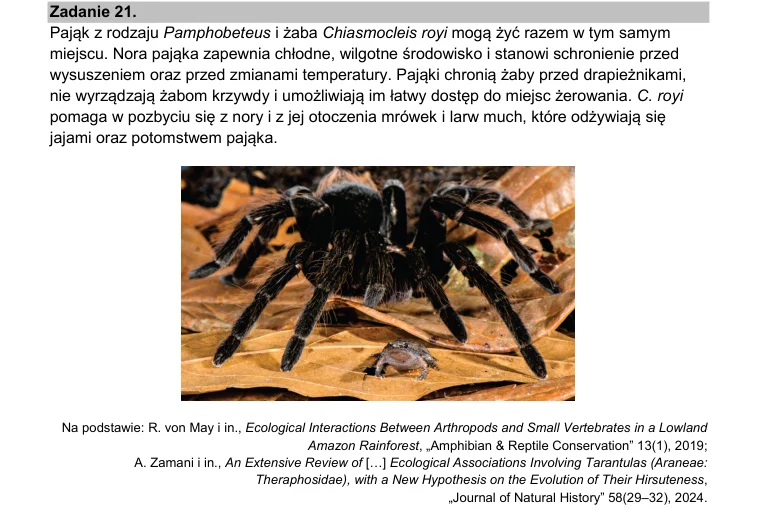 Zadanie 21.
Pająk z rodzaju Pamphobeteus i żaba Chiasmocleis royi mogą żyć razem w tym samym
miejscu. Nora pająka zapewnia chłodne, wilgotne środowisko i stanowi schronienie przed
wysuszeniem oraz przed zmianami temperatury. Pająki chronią żaby przed drapieżnikami,
nie wyrządzają żabom krzywdy i umożliwiają im łatwy dostęp do miejsc żerowania. C. royi
pomaga w pozbyciu się z nory i z jej otoczenia mrówek i larw much, które odżywiają się
jajami oraz potomstwem pająka.
Na podstawie: R. von May i in., Ecological Interactions Between Arthropods and Small Vertebrates in a Lowland
Amazon Rainforest, „Amphibian & Reptile Conservation” 13(1), 2019;
A. Zamani i in., An Extensive Review of […] Ecological Associations Involving Tarantulas (Araneae:
Theraphosidae), with a New Hypothesis on the Evolution of Their Hirsuteness,
„Journal of Natural History” 58(29–32), 2024.